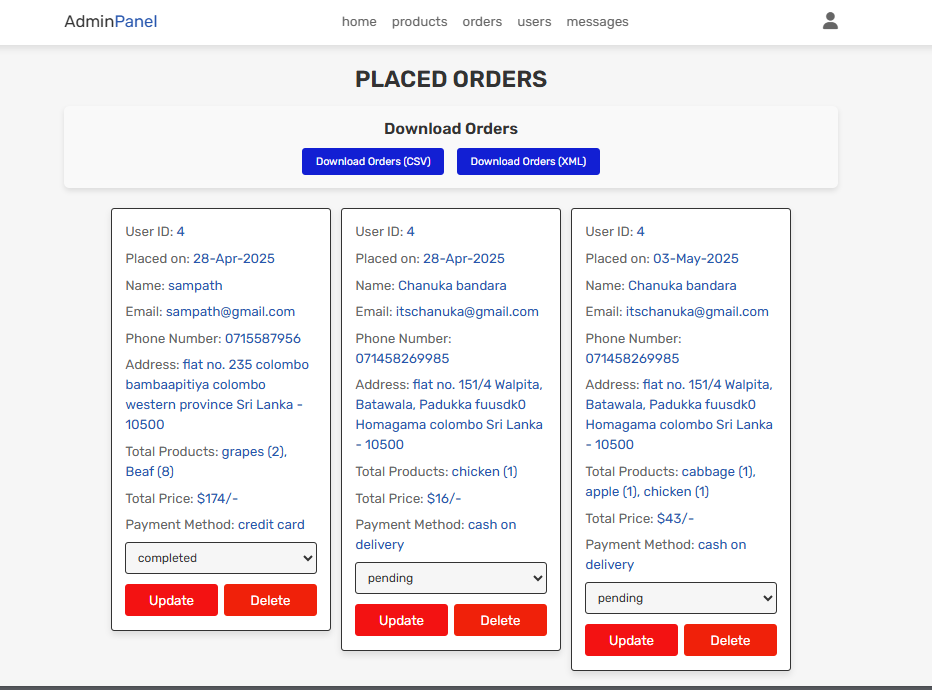 AdminPanel
home products orders users messages
PLACED ORDERS
Download Orders
Download Orders (CSV)
Download Orders (XML)
User ID: 4
Placed on: 28-Apr-2025
Name: sampath
Email: sampath@gmail.com
Phone Number: 0715587956
Address: flat no. 235 colombo
bambaapitiya colombo
western province Sri Lanka -
10500
Total Products: grapes (2),
Beaf (8)
Total Price: $174/-
Payment Method: credit card
completed
Update
Delete
User ID: 4
Placed on: 28-Apr-2025
Name: Chanuka bandara
Email: itschanuka@gmail.com
Phone Number:
071458269985
Address: flat no. 151/4 Walpita,
Batawala, Padukka fuusdk0
Homagama colombo Sri Lanka
- 10500
Total Products: chicken (1)
Total Price: $16/-
Payment Method: cash on
delivery
pending
Update
Delete
User ID: 4
Placed on: 03-May-2025
Name: Chanuka bandara
Email: itschanuka@gmail.com
Phone Number:
071458269985
Address: flat no. 151/4 Walpita,
Batawala, Padukka fuusdk0
Homagama colombo Sri Lanka
- 10500
Total Products: cabbage (1),
apple (1), chicken (1)
Total Price: $43/-
Payment Method: cash on
delivery
pending
Update
Delete